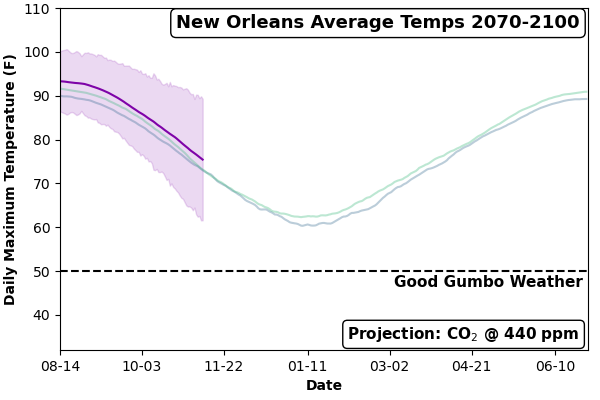 New Orleans Average Temps 2070-2100
Daily Maximum Temperature (F)
110
100
90
80
70
60
50
40
Good Gumbo Weather
Projection: CO₂ @ 440 ppm
08-14 10-03 11-22 01-11 03-02 04-21 06-10
Date